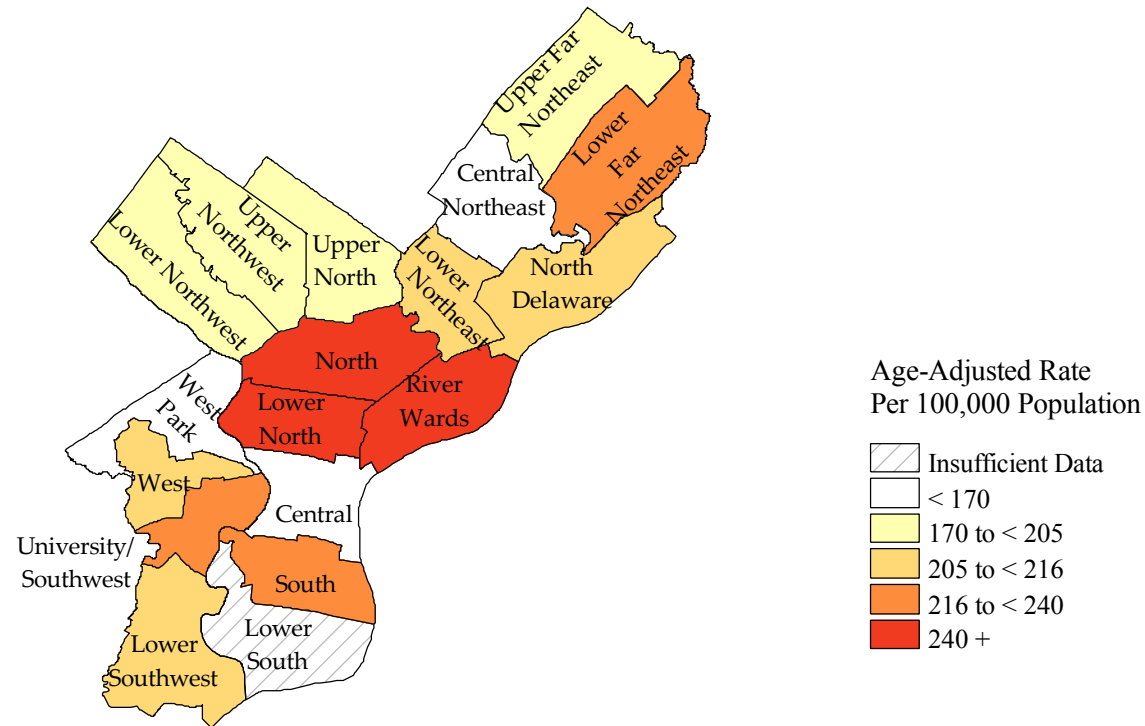 Upper Far
Northeast
Lower
Far
Northeast
Central
Northeast
Upper
Northwest
Lower Northwest
Upper
North
Lower
Northeast
North
Delaware
North
River
Wards
Lower
North
West
Park
West
Central
University/
Southwest
South
Lower
South
Lower
Southwest
Age-Adjusted Rate
Per 100,000 Population
Insufficient Data
< 170
170 to < 205
205 to < 216
216 to < 240
240 +